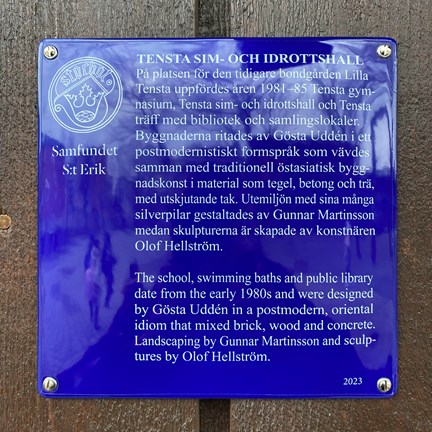 STOCHOL
Samfundet
S:t Erik
TENSTA SIM- OCH IDROTTSHALL
På platsen för den tidigare bondgården Lilla
Tensta uppfördes åren 1981–85 Tensta gym-
nasium, Tensta sim- och idrottshall och Tensta
träff med bibliotek och samlingslokaler.
Byggnaderna ritades av Gösta Uddén i ett
postmodernistiskt formspråk som vävdes
samman med traditionell östasiatisk bygg-
nadskonst i material som tegel, betong och trä,
med utskjutande tak. Utemiljön med sina många
silverpilar gestaltades av Gunnar Martinsson
medan skulpturerna är skapade av konstnären
Olof Hellström.
The school, swimming baths and public library
date from the early 1980s and were designed
by Gösta Uddén in a postmodern, oriental
idiom that mixed brick, wood and concrete.
Landscaping by Gunnar Martinsson and sculp-
tures by Olof Hellström.
2023